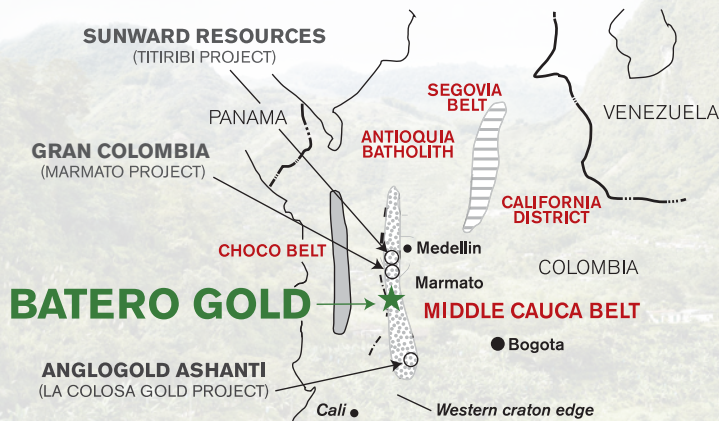 SUNWARD RESOURCES
(TITIRIBI PROJECT)
SEGOVIA
BELT
PANAMA
VENEZUELA
ANTIOQUIA
BATHOLITH
GRAN COLOMBIA
(MARMATO PROJECT)
CALIFORNIA
DISTRICT
CHOCO BELT
Medellin
COLOMBIA
Marmato
BATERO GOLD
MIDDLE CAUCA BELT
Bogota
ANGLOGOLD ASHANTI
(LA COLOSA GOLD PROJECT)
Cali
Western craton edge